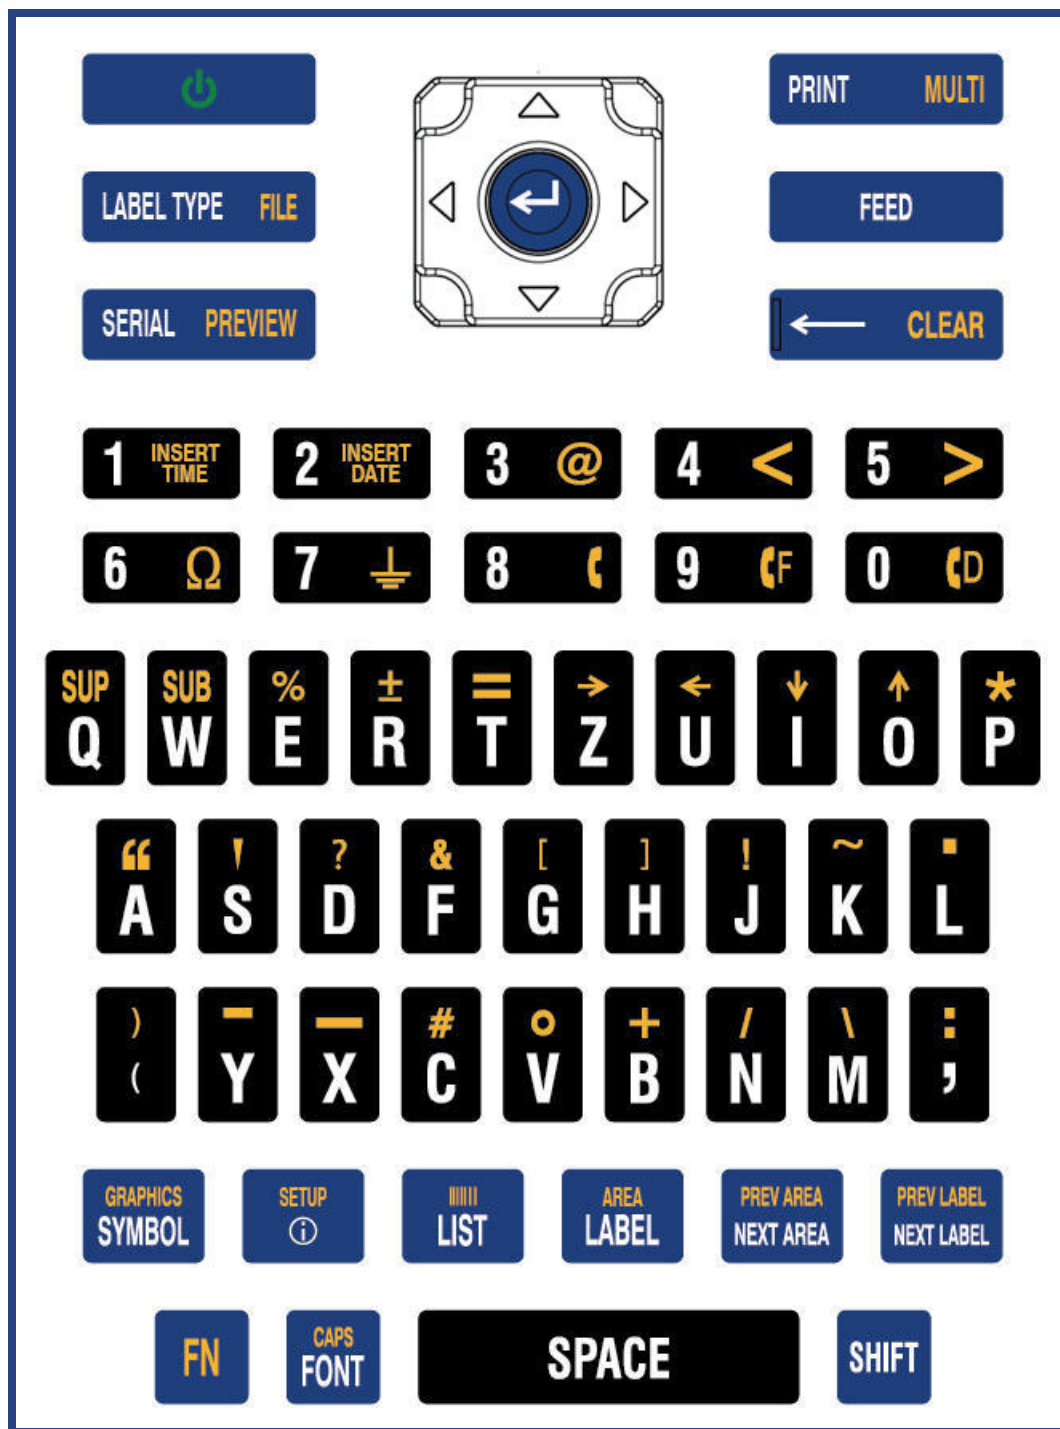 PRINT MULTI
LABEL TYPE FILE
FEED
SERIAL PREVIEW
CLEAR
1 INSERT TIME 2 INSERT DATE 3 @ 4 < 5 >
6 Ω 7 ⏚ 8 9 F 0 D
SUP SUB % ± = → ← ↓ ↑ *
Q W E R T Z U I O P
“ ' ? & [ ] ! ~ .
A S D F G H J K L
) - — # ° + / \ :
( Y X C V B N M ,
GRAPHICS SETUP AREA PREV AREA PREV LABEL
SYMBOL ⓘ LIST LABEL NEXT AREA NEXT LABEL
CAPS
FN FONT SPACE SHIFT